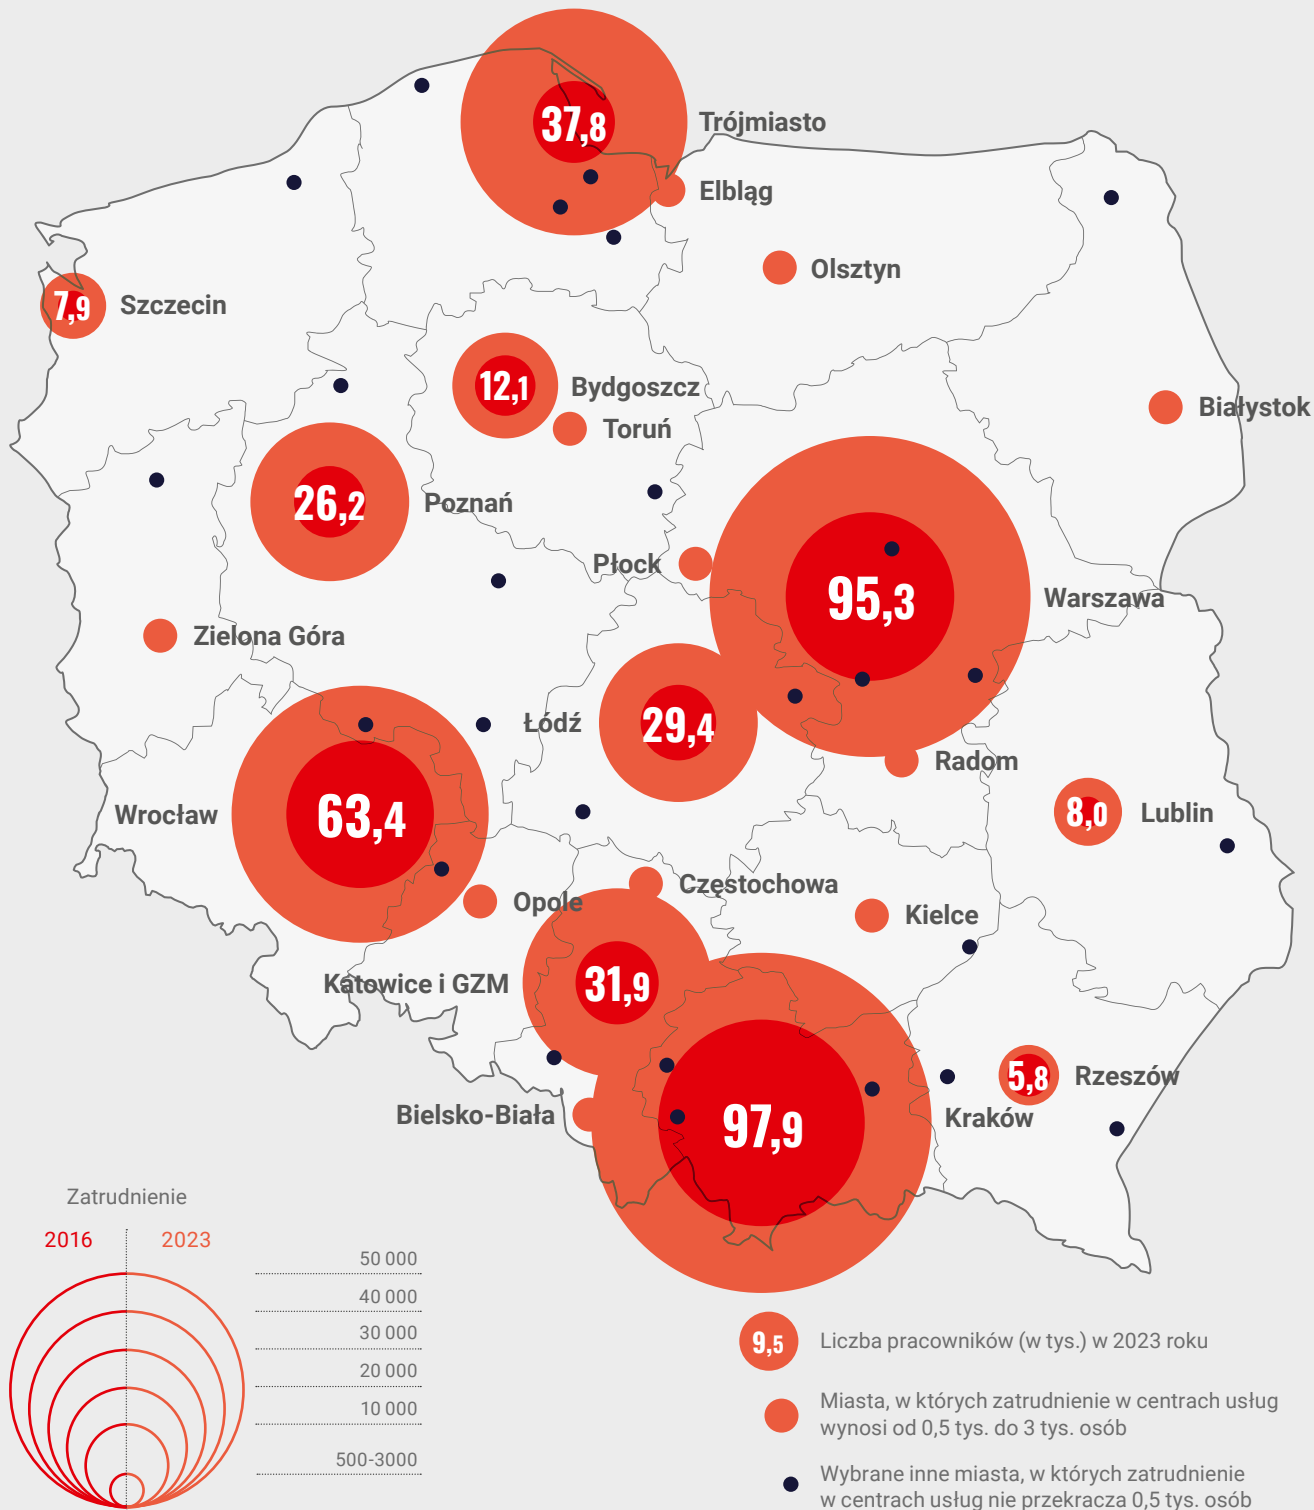 37,8
Trójmiasto
Elbląg
Olsztyn
7,9
Szczecin
12,1
Bydgoszcz
Toruń
Białystok
26,2
Poznań
Płock
95,3
Warszawa
Zielona Góra
Łódź
29,4
Radom
Wrocław
63,4
8,0
Lublin
Częstochowa
Opole
Kielce
Katowice i GZM
31,9
5,8
Rzeszów
Bielsko-Biała
97,9
Kraków
Zatrudnienie
2016
2023
50 000
40 000
30 000
20 000
10 000
500-3000
9,5
Liczba pracowników (w tys.) w 2023 roku
Miasta, w których zatrudnienie w centrach usług
wynosi od 0,5 tys. do 3 tys. osób
Wybrane inne miasta, w których zatrudnienie
w centrach usług nie przekracza 0,5 tys. osób